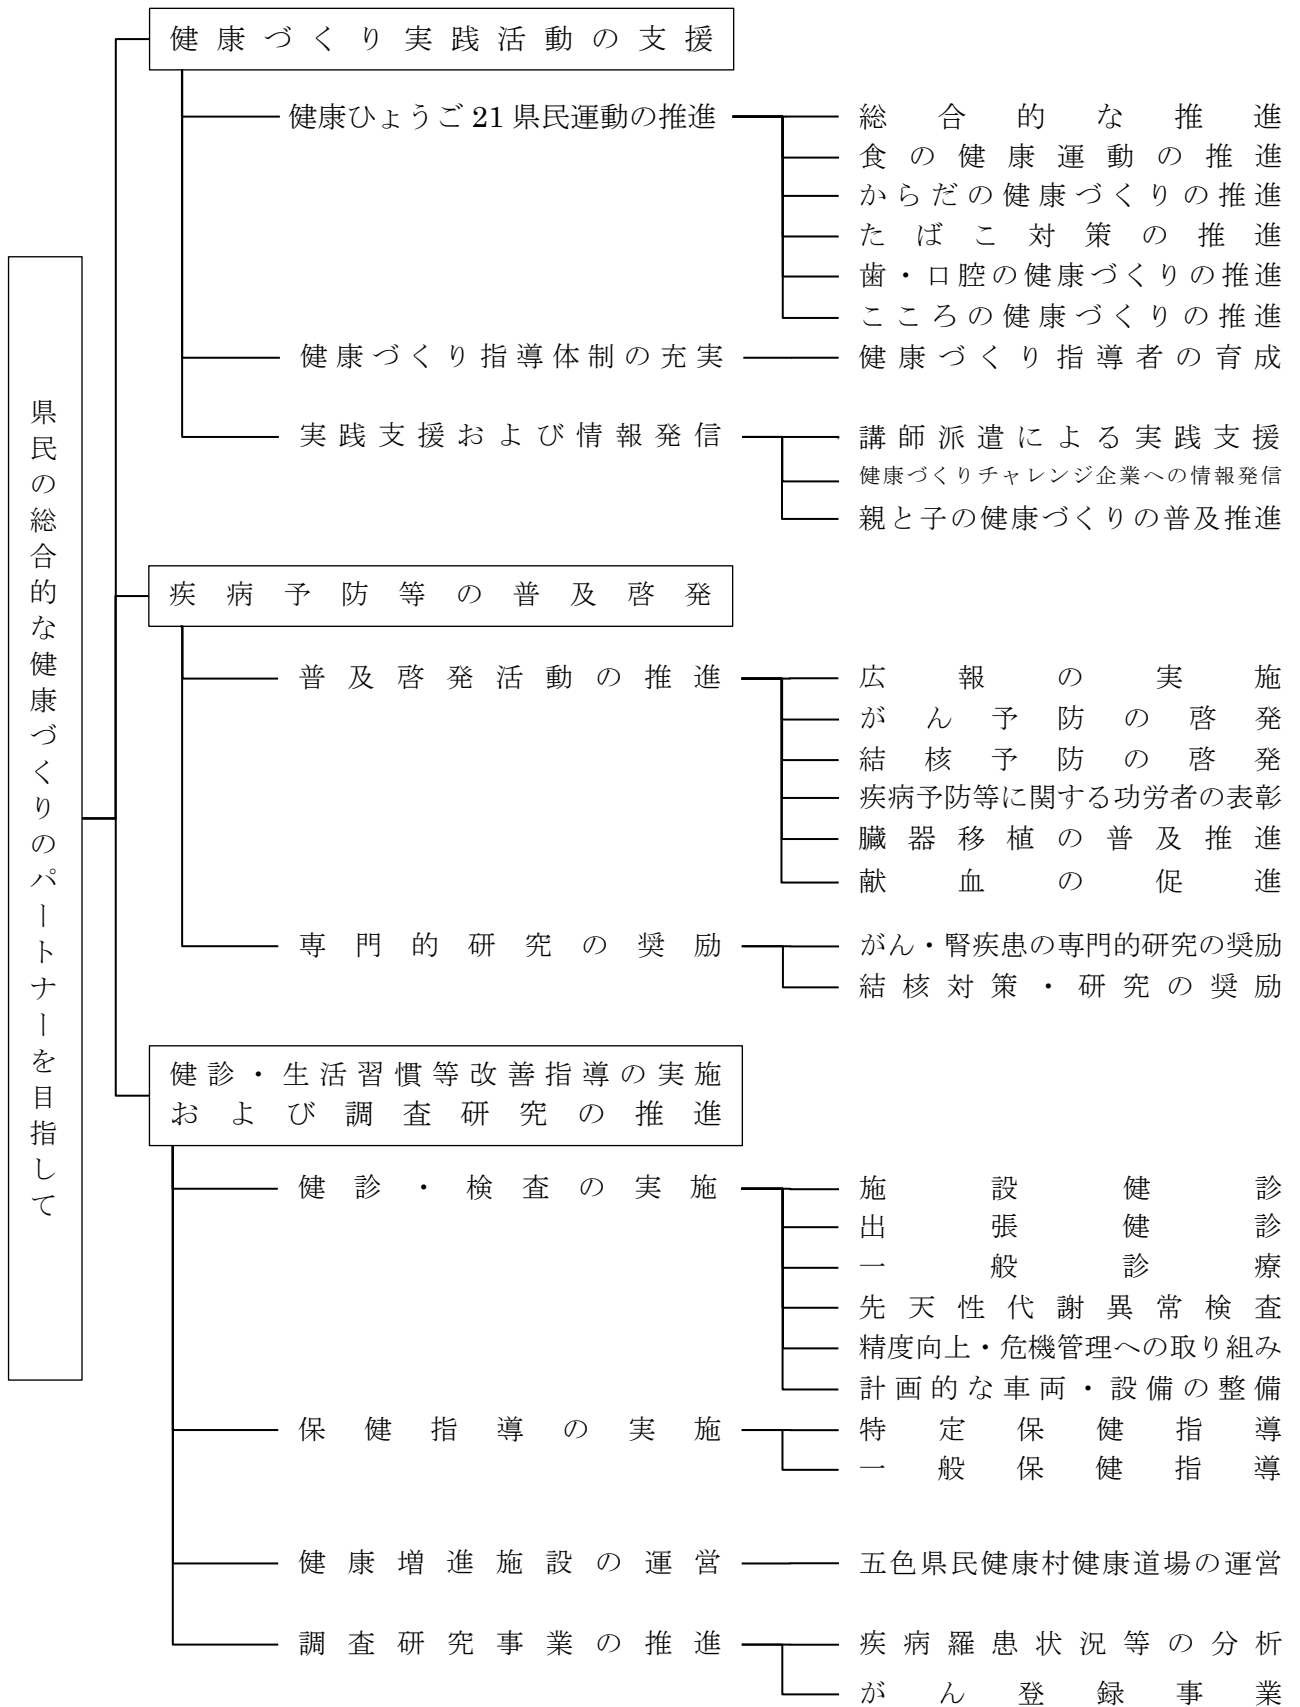 県民の総合的な健康づくりのパートナーを目指して
健康づくり実践活動の支援
健康ひょうご21県民運動の推進
総合的な推進
食の健康運動の推進
からだの健康づくりの推進
たばこ対策の推進
歯・口腔の健康づくりの推進
こころの健康づくりの推進
健康づくり指導体制の充実
健康づくり指導者の育成
実践支援および情報発信
講師派遣による実践支援
健康づくりチャレンジ企業への情報発信
親と子の健康づくりの普及推進
疾病予防等の普及啓発
普及啓発活動の推進
広報の実施
がん予防の啓発
結核予防の啓発
疾病予防等に関する功労者の表彰
臓器移植の普及推進
献血の促進
専門的研究の奨励
がん・腎疾患の専門的研究の奨励
結核対策・研究の奨励
健診・生活習慣等改善指導の実施
および調査研究の推進
健診・検査の実施
施設健診
出張健診
一般診療
先天性代謝異常検査
精度向上・危機管理への取り組み
計画的な車両・設備の整備
保健指導の実施
特定保健指導
一般保健指導
健康増進施設の運営
五色県民健康村健康道場の運営
調査研究事業の推進
疾病羅患状況等の分析
がん登録事業